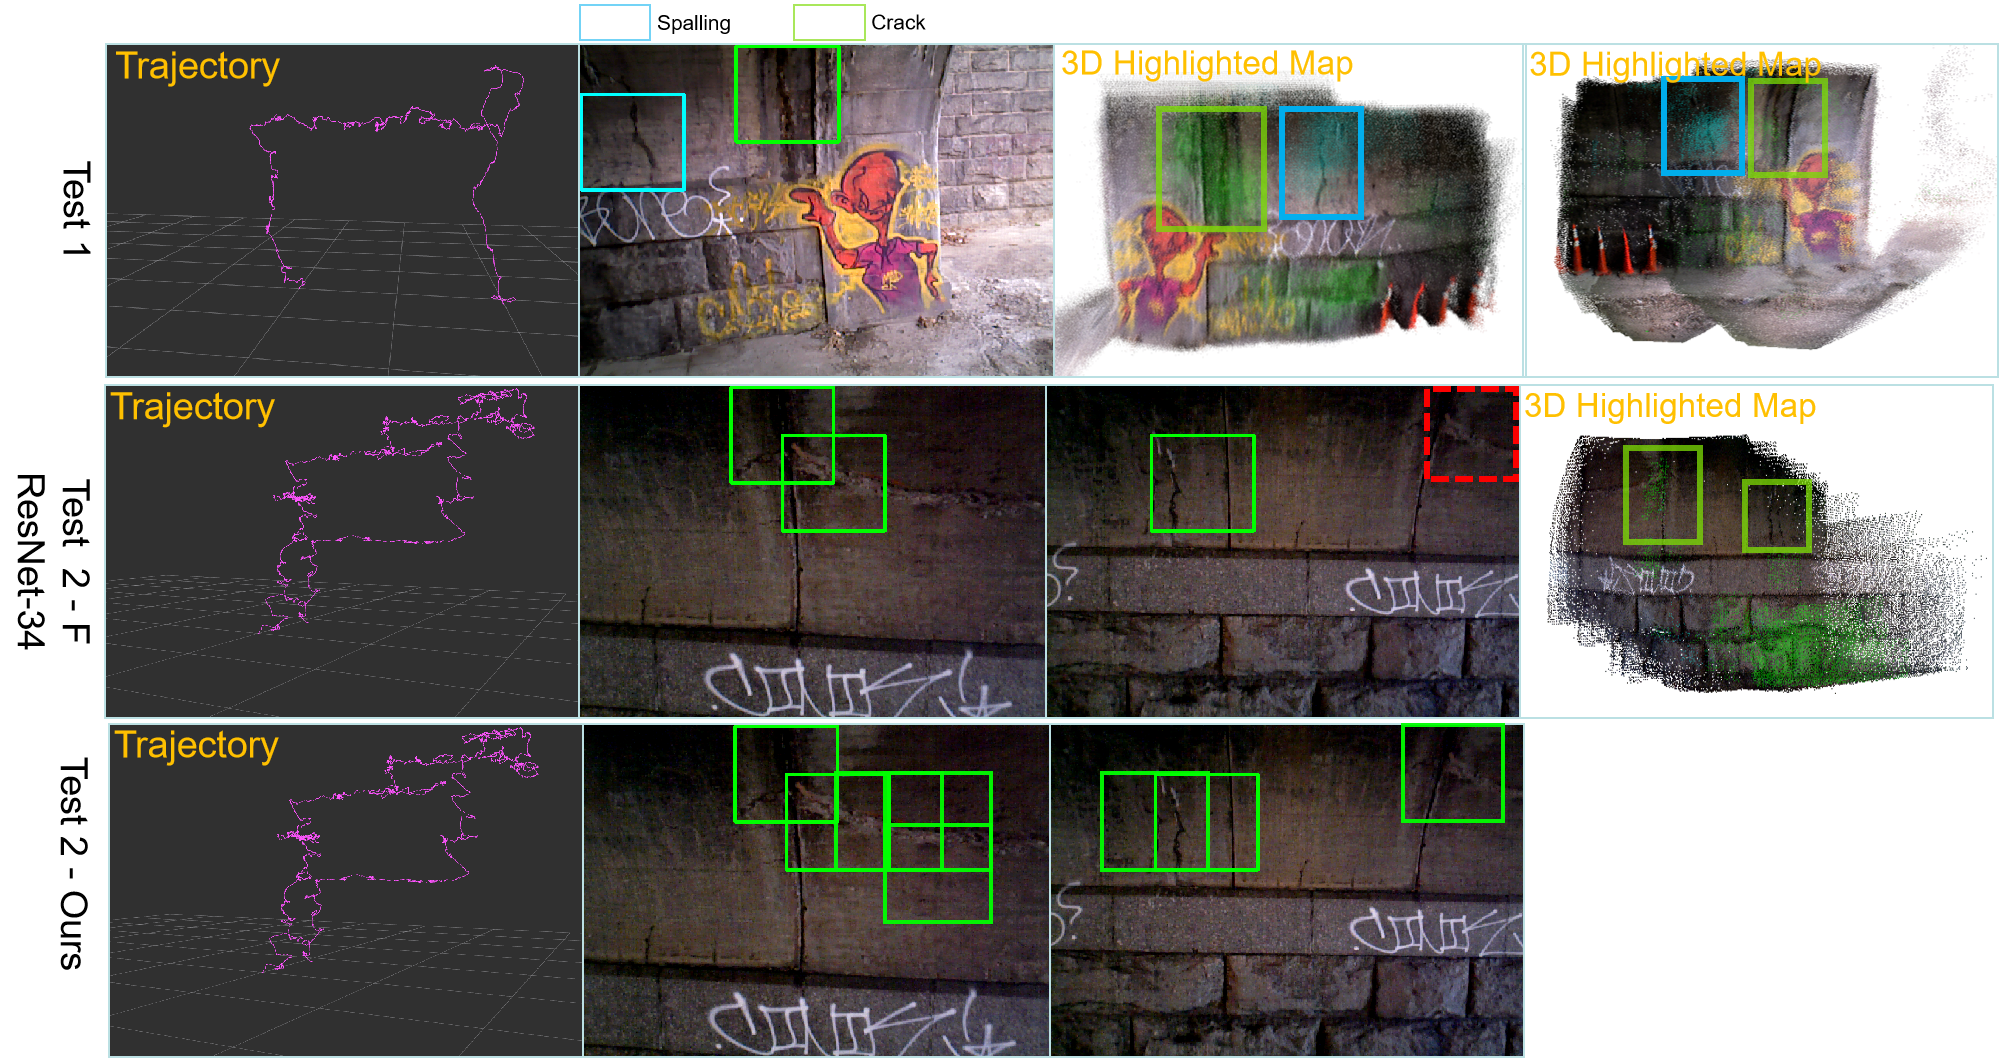 Spalling
Crack
Test 1
Trajectory
3D Highlighted Map
3D Highlighted Map
Test 2 - F
ResNet-34
Trajectory
3D Highlighted Map
Test 2 - Ours
Trajectory